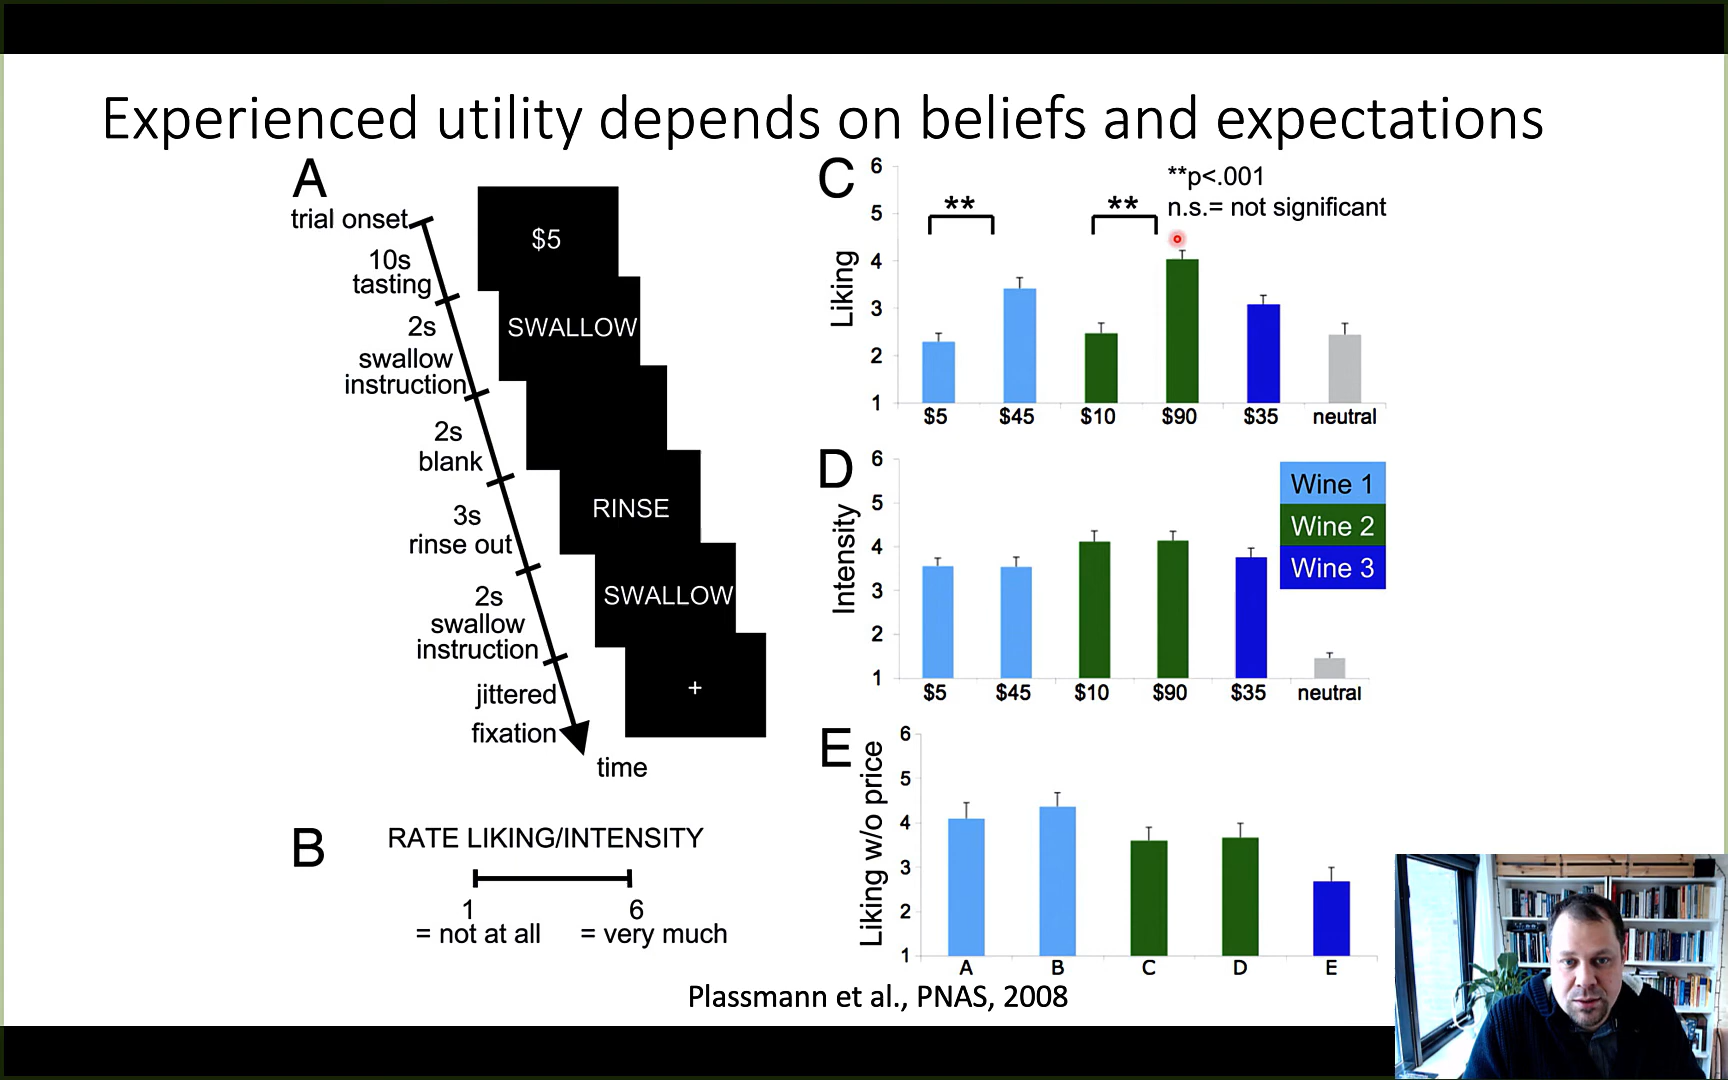 Experienced utility depends on beliefs and expectations
A
trial onset
10s
tasting
2s
swallow
instruction
2s
blank
3s
rinse out
2s
swallow
instruction
jittered
fixation
time
$5
SWALLOW
RINSE
SWALLOW
+
B
RATE LIKING/INTENSITY
1
6
= not at all
= very much
C
**p<.001
n.s.= not significant
Liking
6
5
4
3
2
1
**
**
$5
$45
$10
$90
$35
neutral
D
Intensity
6
5
4
3
2
1
$5
$45
$10
$90
$35
neutral
Wine 1
Wine 2
Wine 3
E
Liking w/o price
6
5
4
3
2
1
A
B
C
D
E
Plassmann et al., PNAS, 2008